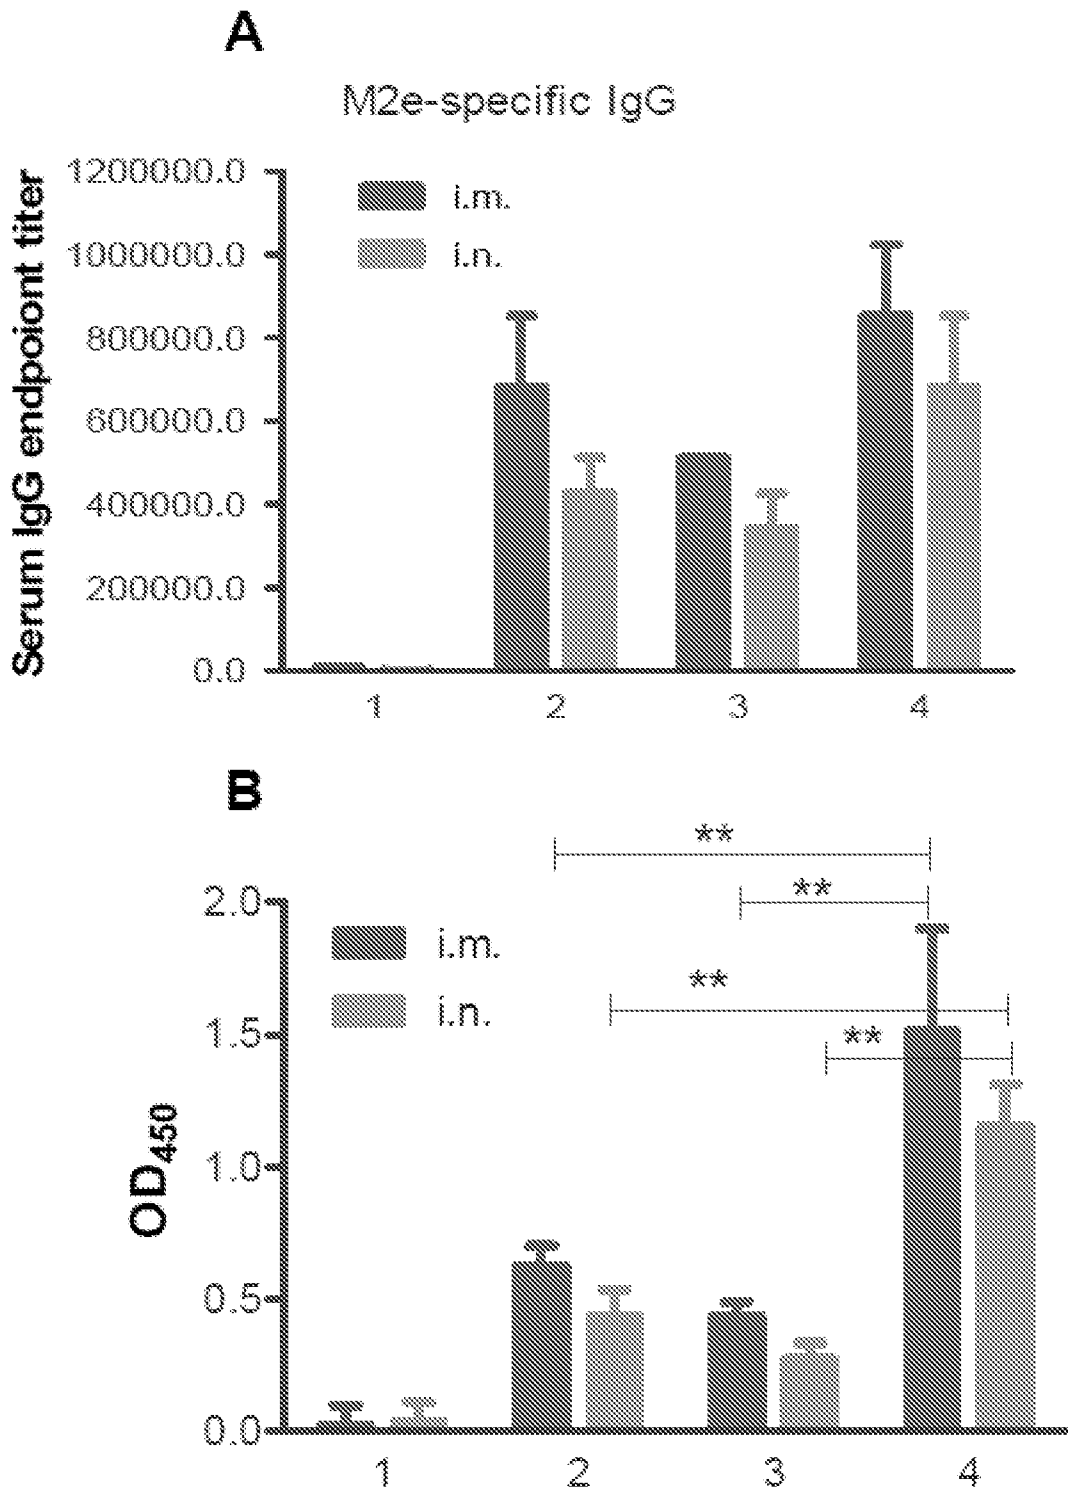 A
M2e-specific IgG
Serum IgG endpoiont titer
1200000.0
1000000.0
800000.0
600000.0
400000.0
200000.0
0.0
i.m.
i.n.
1 2 3 4
B
**
**
**
**
OD450
2.0
1.5
1.0
0.5
0.0
i.m.
i.n.
1 2 3 4